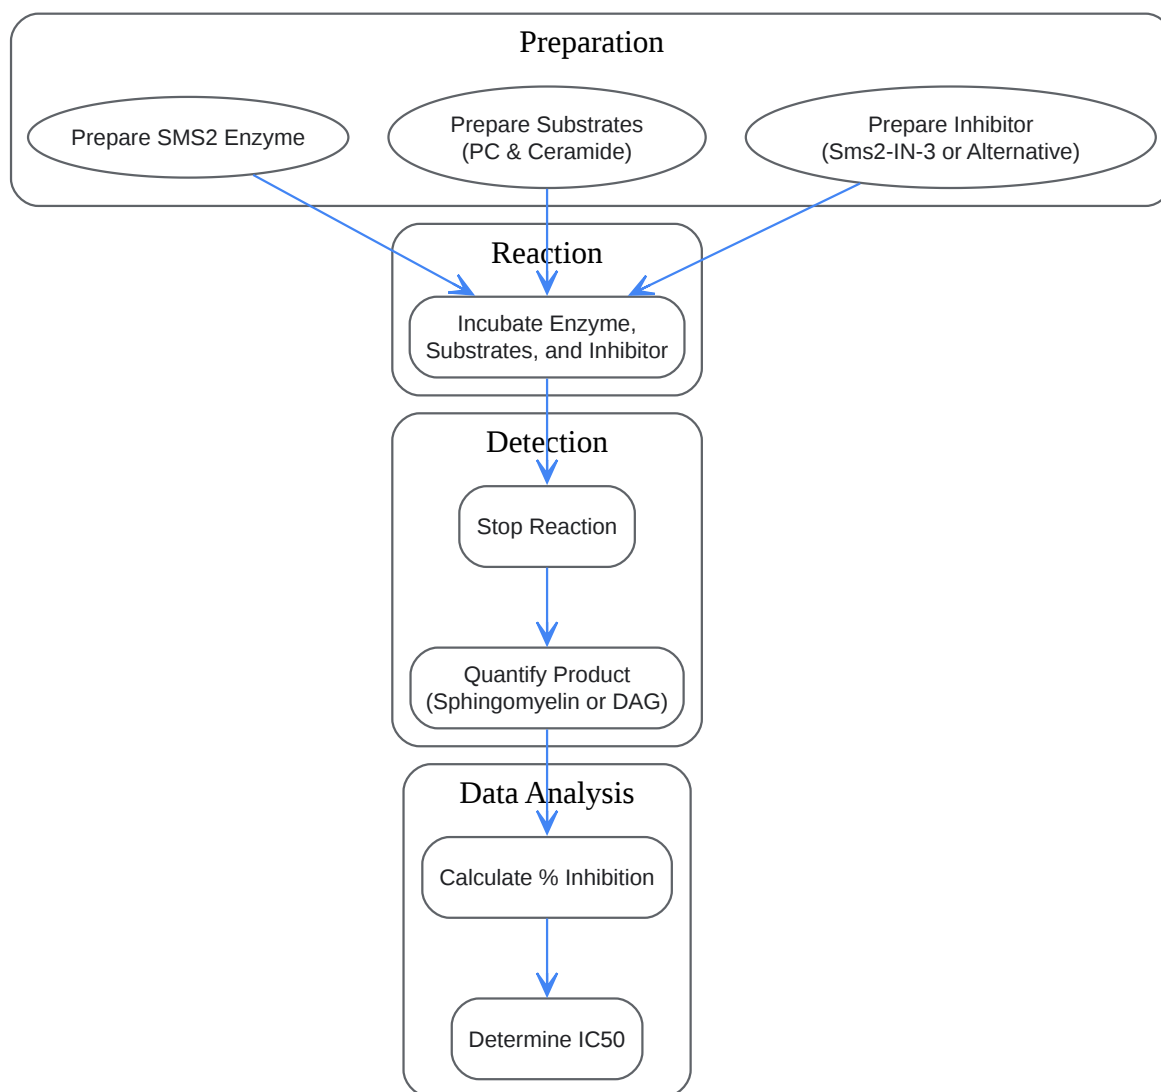 Preparation
Prepare SMS2 Enzyme
Prepare Substrates
(PC & Ceramide)
Prepare Inhibitor
(Sms2-IN-3 or Alternative)
Reaction
Incubate Enzyme,
Substrates, and Inhibitor
Detection
Stop Reaction
Quantify Product
(Sphingomyelin or DAG)
Data Analysis
Calculate % Inhibition
Determine IC50